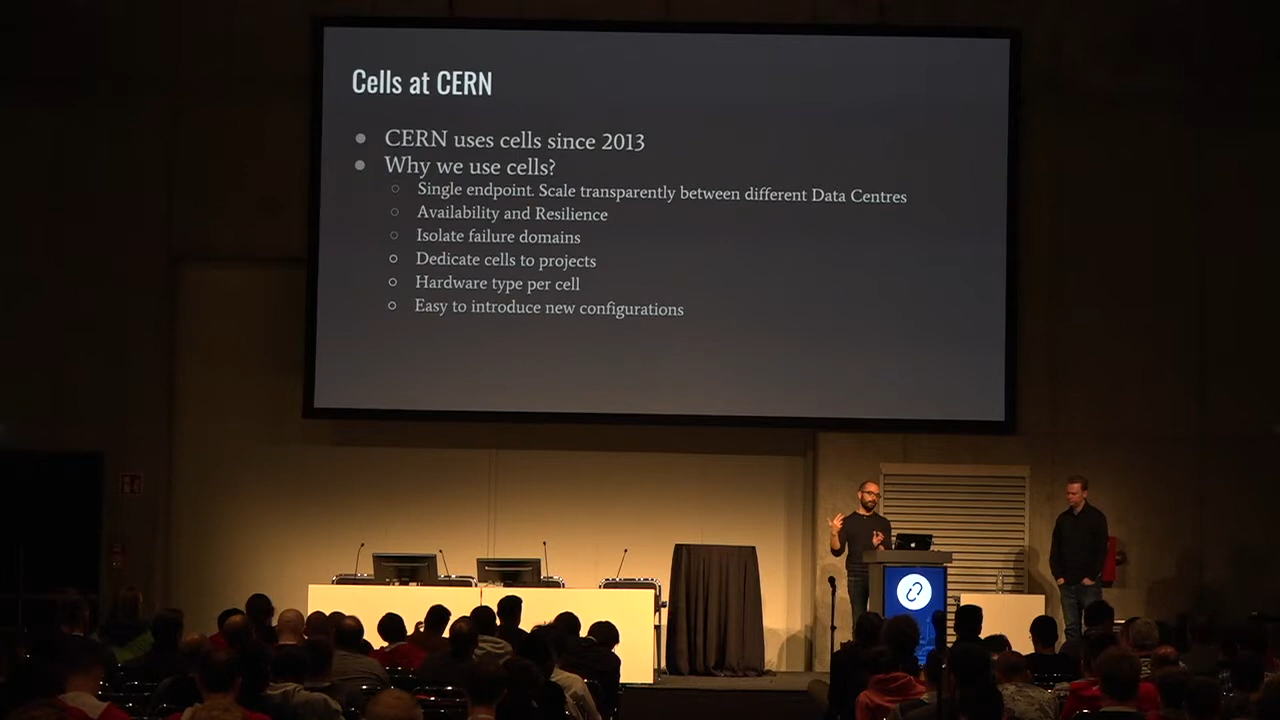 Cells at CERN
CERN uses cells since 2013
Why we use cells?
Single endpoint. Scale transparently between different Data Centres
Availability and Resilience
Isolate failure domains
Dedicate cells to projects
Hardware type per cell
Easy to introduce new configurations